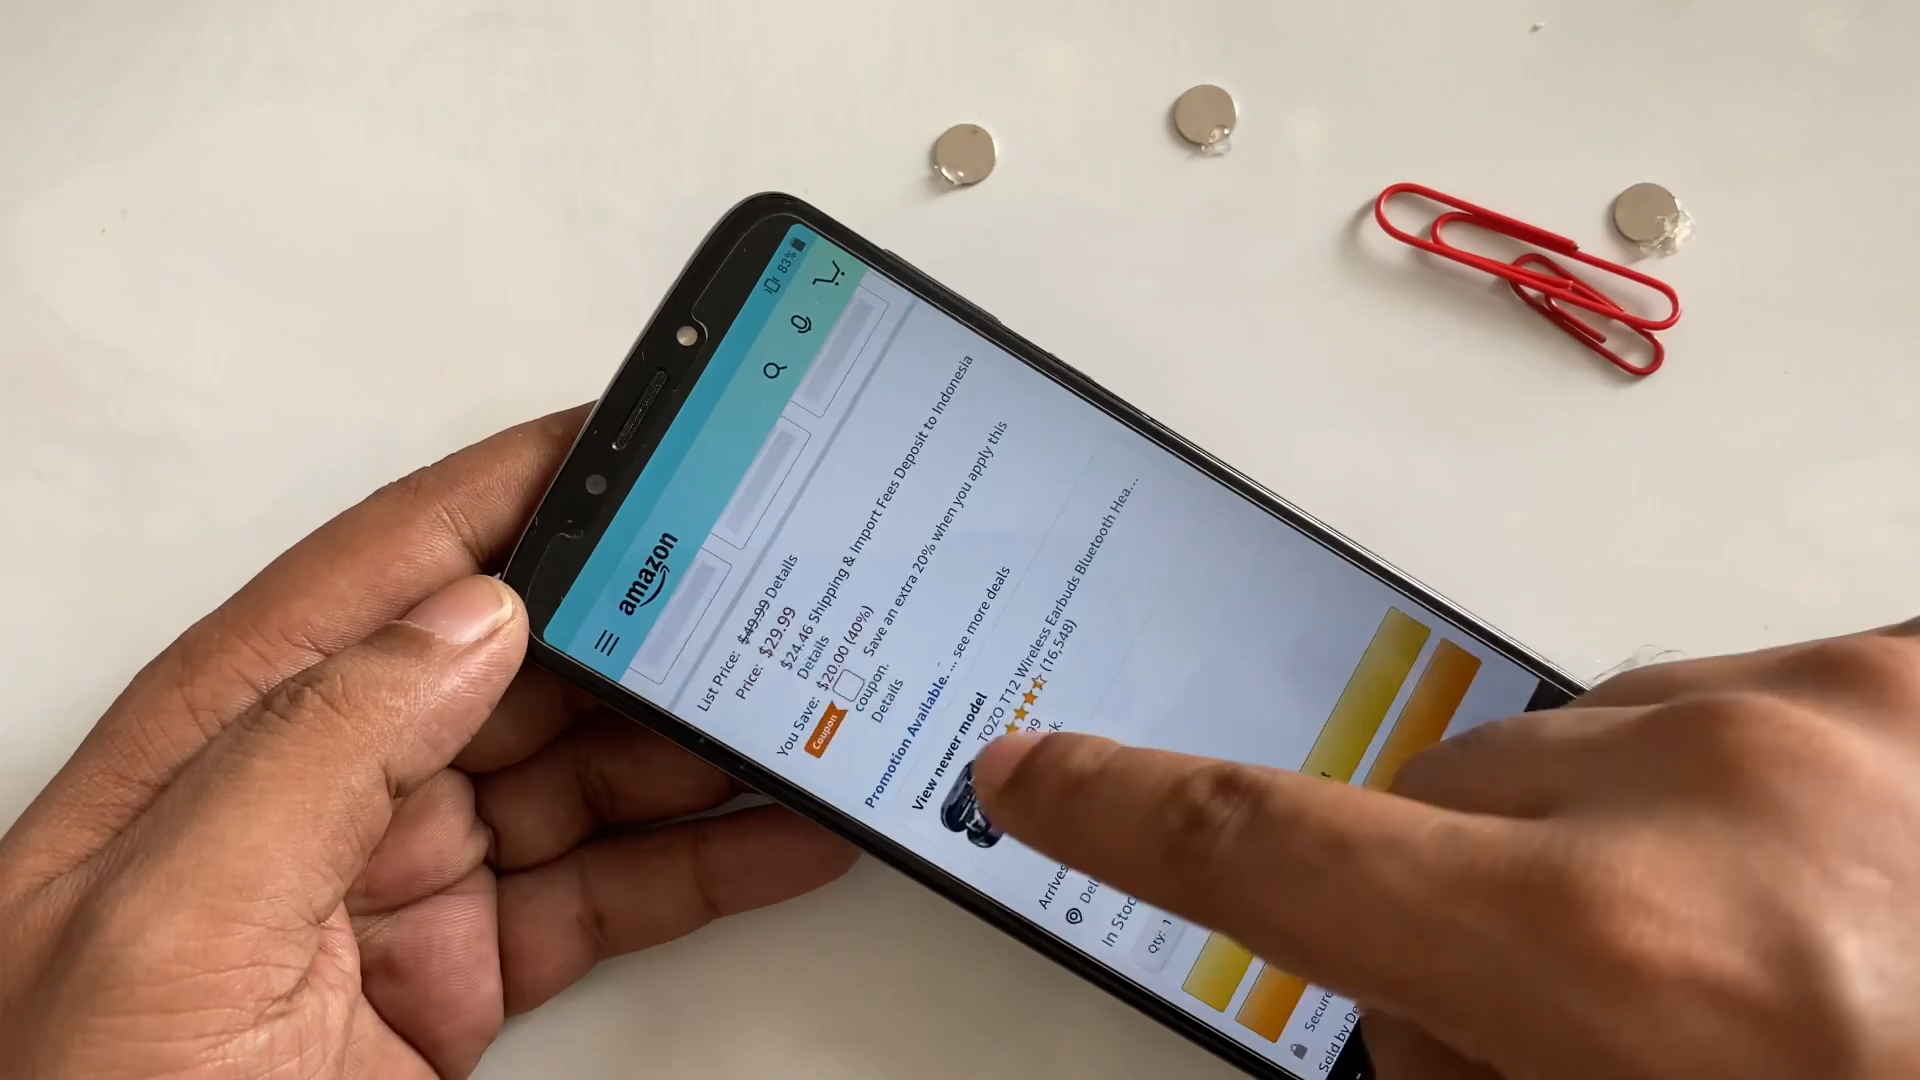 83%
amazon
List Price: $49.99 Details
Price: $29.99
$24.46 Shipping & Import Fees Deposit to Indonesia
Details
You Save: $20.00 (40%)
Coupon
Save an extra 20% when you apply this
coupon.
Details
Promotion Available. ... see more deals
View newer model
TOZO T12 Wireless Earbuds Bluetooth Hea...
(16,548)
Arrives
In Stoc
Qty: 1
Secure
Sold by